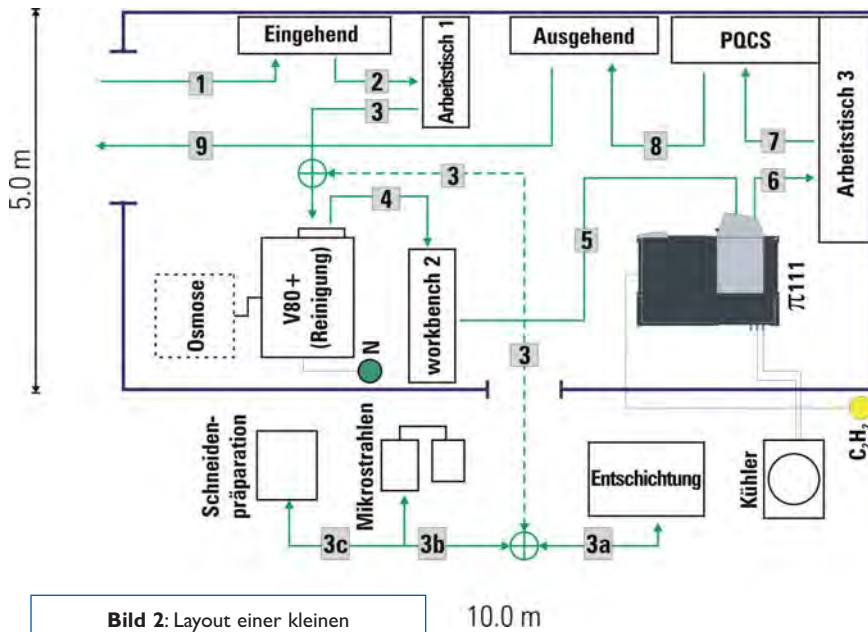 Eingehend
Arbeitstisch 1
Ausgehend
PQCS
Arbeitstisch 3
1
2
3
9
8
7
6
3
4
5
5.0 m
Osmose
V80+
(Reinigung)
N
workbench 2
π111
3
C₂H₂
Schneiden-
präparation
Mikrostrahlen
Entschichtung
Kühler
3c
3b
3a
Bild 2: Layout einer kleinen
10.0 m